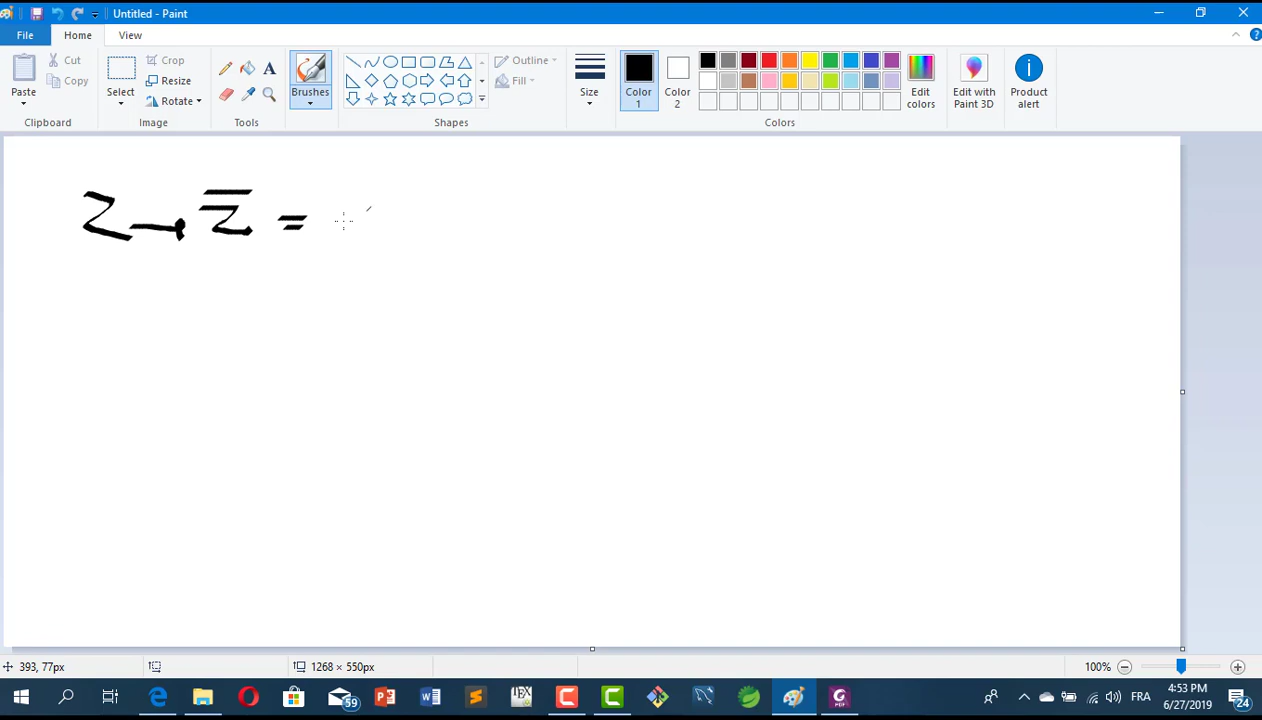 Untitled - Paint
File Home View
Paste
Cut
Copy
Clipboard
Select
Crop
Resize
Rotate
Image
A
Tools
Brushes
Outline
Fill
Shapes
Size
Color 1
Color 2
Edit colors
Colors
Edit with Paint 3D
Product alert
Z → Z̿ =
393, 77px
1268 × 550px
100%
59
FRA
4:53 PM
6/27/2019
24